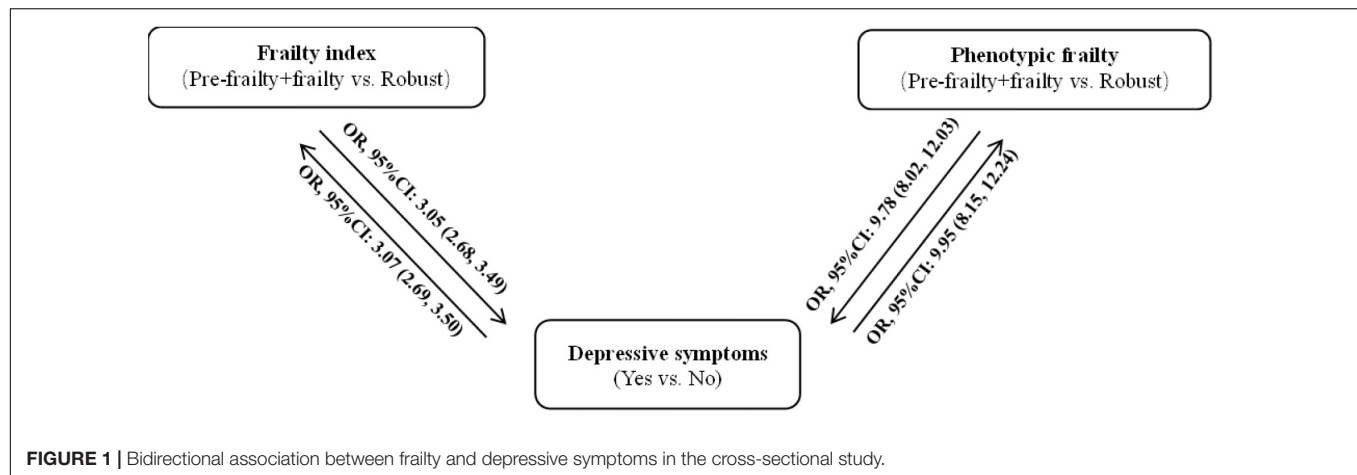 Frailty index
(Pre-frailty+frailty vs. Robust)
Phenotypic frailty
(Pre-frailty+frailty vs. Robust)
OR, 95%CI: 3.05 (2.68, 3.49)
OR, 95%CI: 3.07 (2.69, 3.50)
OR, 95%CI: 9.78 (8.02, 12.03)
OR, 95%CI: 9.95 (8.15, 12.24)
Depressive symptoms
(Yes vs. No)
FIGURE 1 | Bidirectional association between frailty and depressive symptoms in the cross-sectional study.